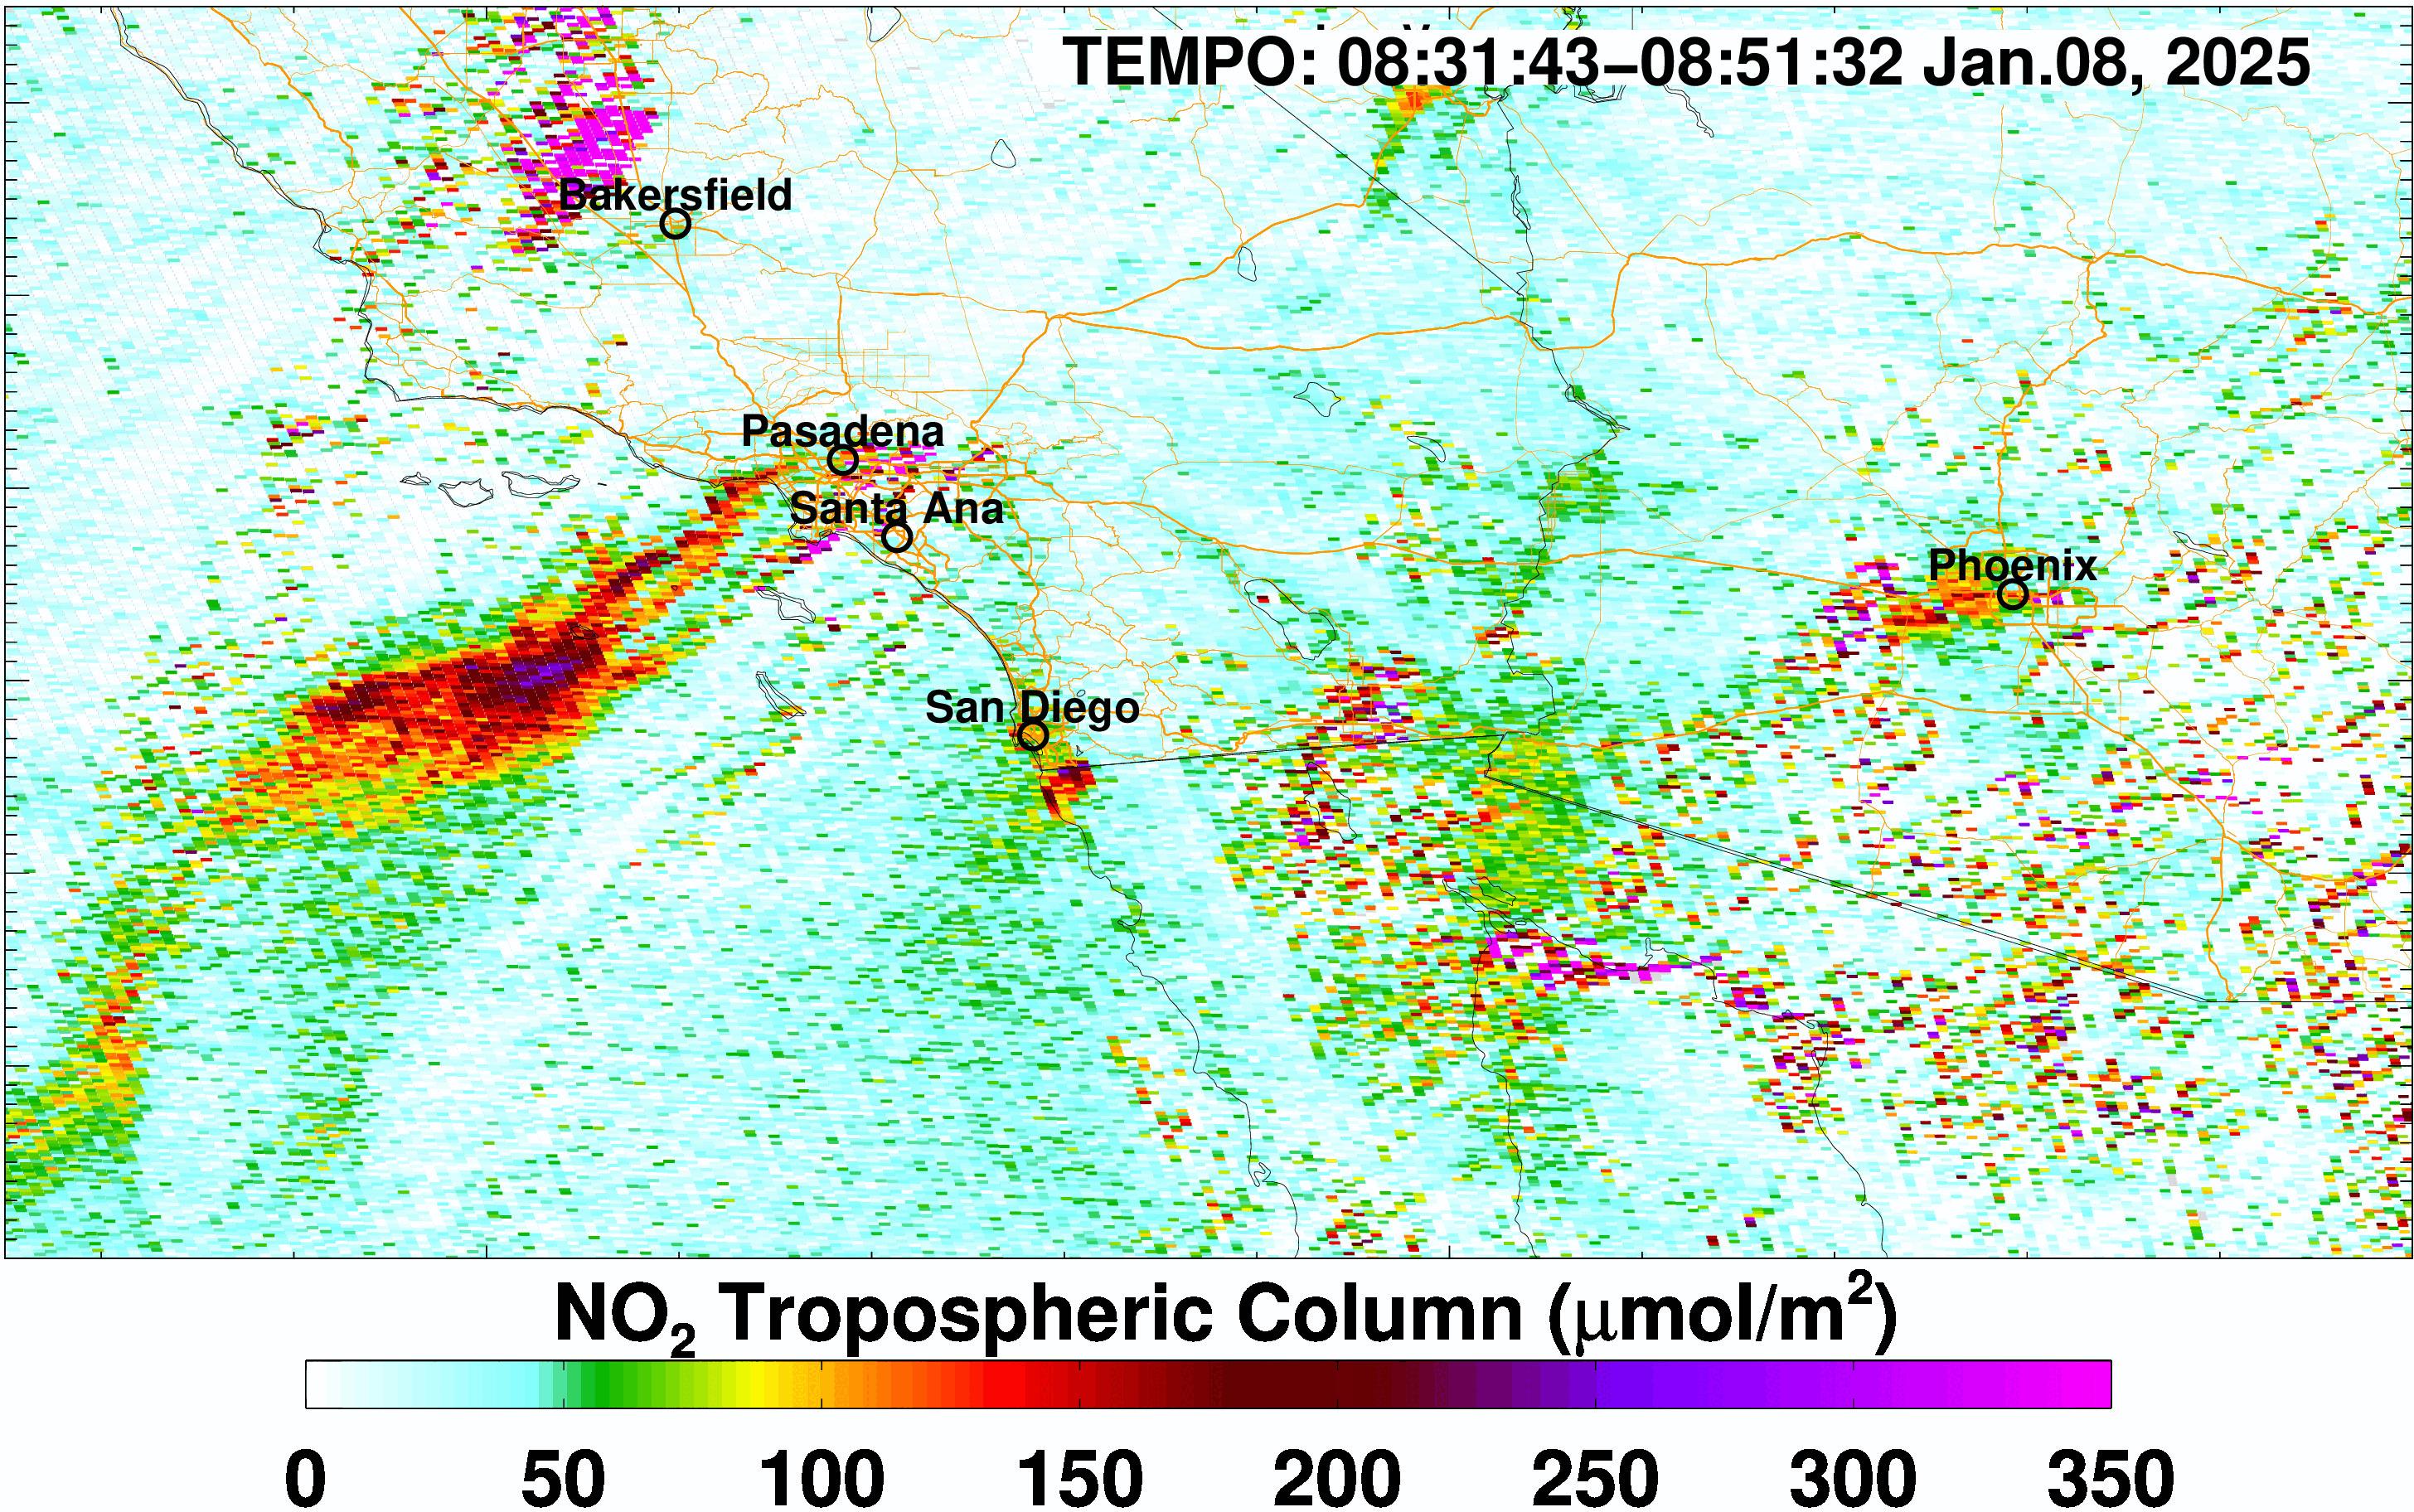 TEMPO: 08:31:43–08:51:32 Jan.08, 2025
Bakersfield
Pasadena
Santa Ana
Phoenix
San Diego
NO₂ Tropospheric Column (μmol/m²)
0 50 100 150 200 250 300 350